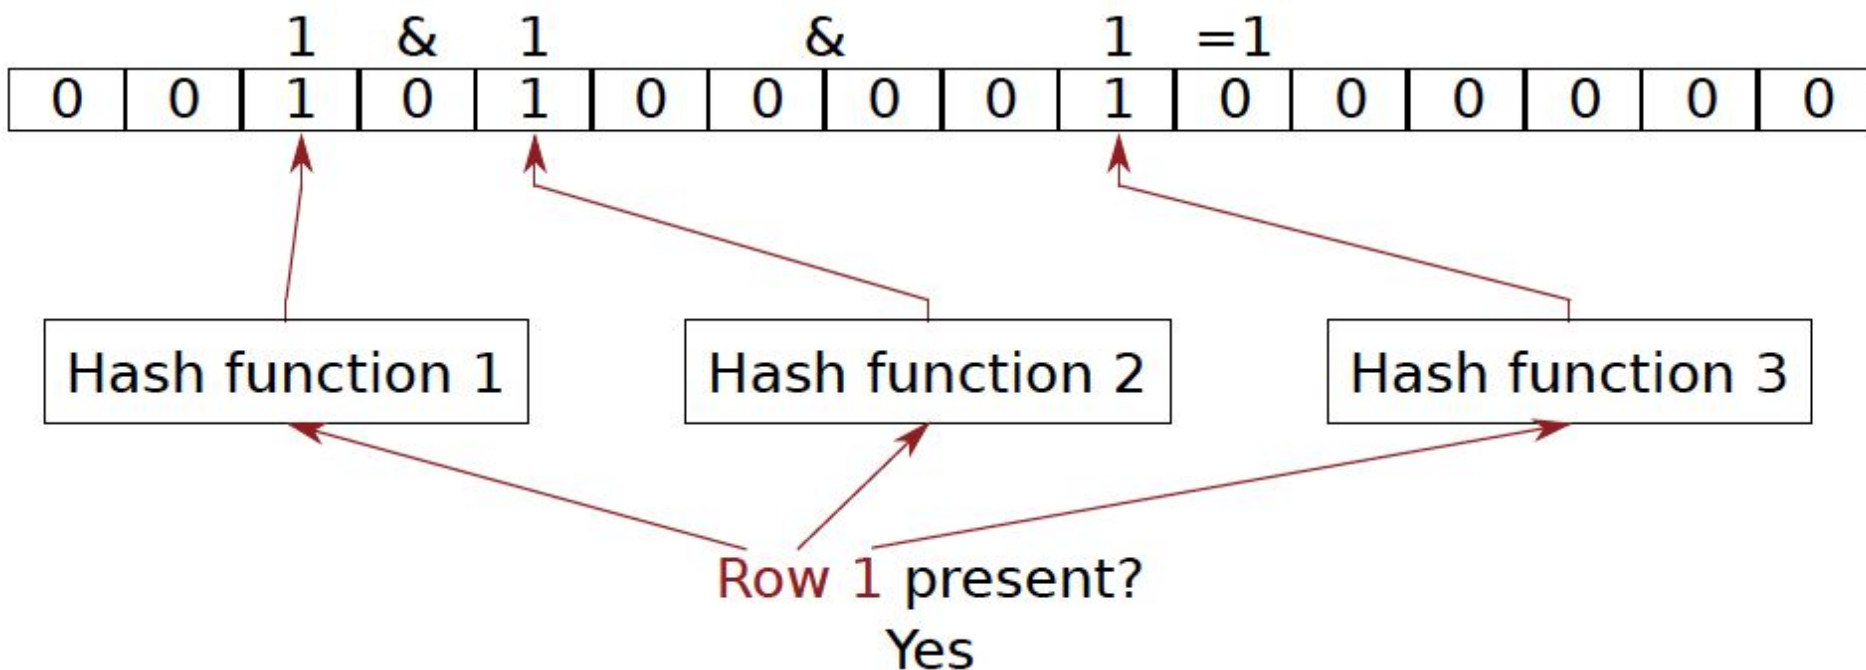 1 & 1 & 1 =1
0 0 1 0 1 0 0 0 0 1 0 0 0 0 0 0
Hash function 1 Hash function 2 Hash function 3
Row 1 present?
Yes